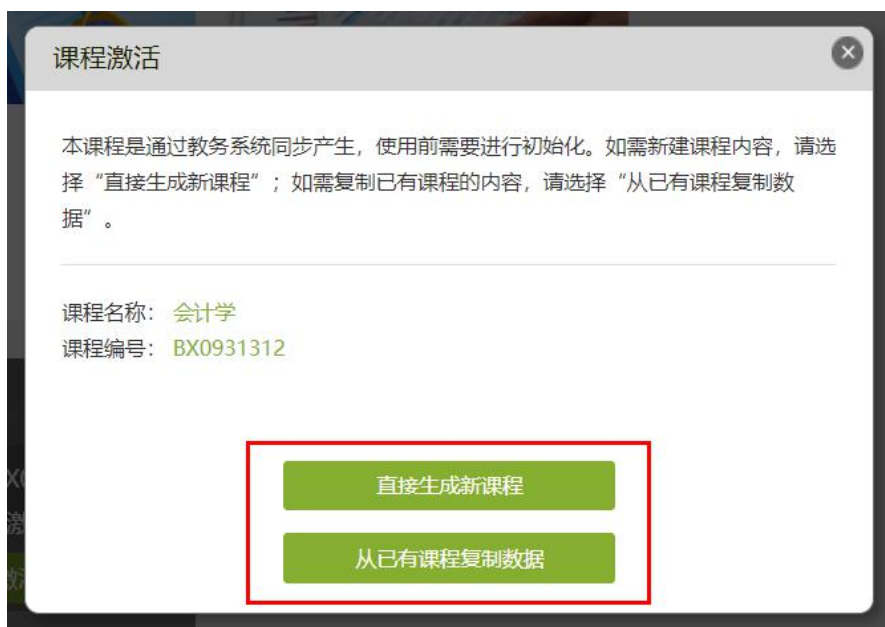 课程激活
本课程是通过教务系统同步产生，使用前需要进行初始化。如需新建课程内容，请选
择“直接生成新课程”；如需复制已有课程的内容，请选择“从已有课程复制数
据”。
课程名称： 会计学
课程编号： BX0931312
直接生成新课程
从已有课程复制数据